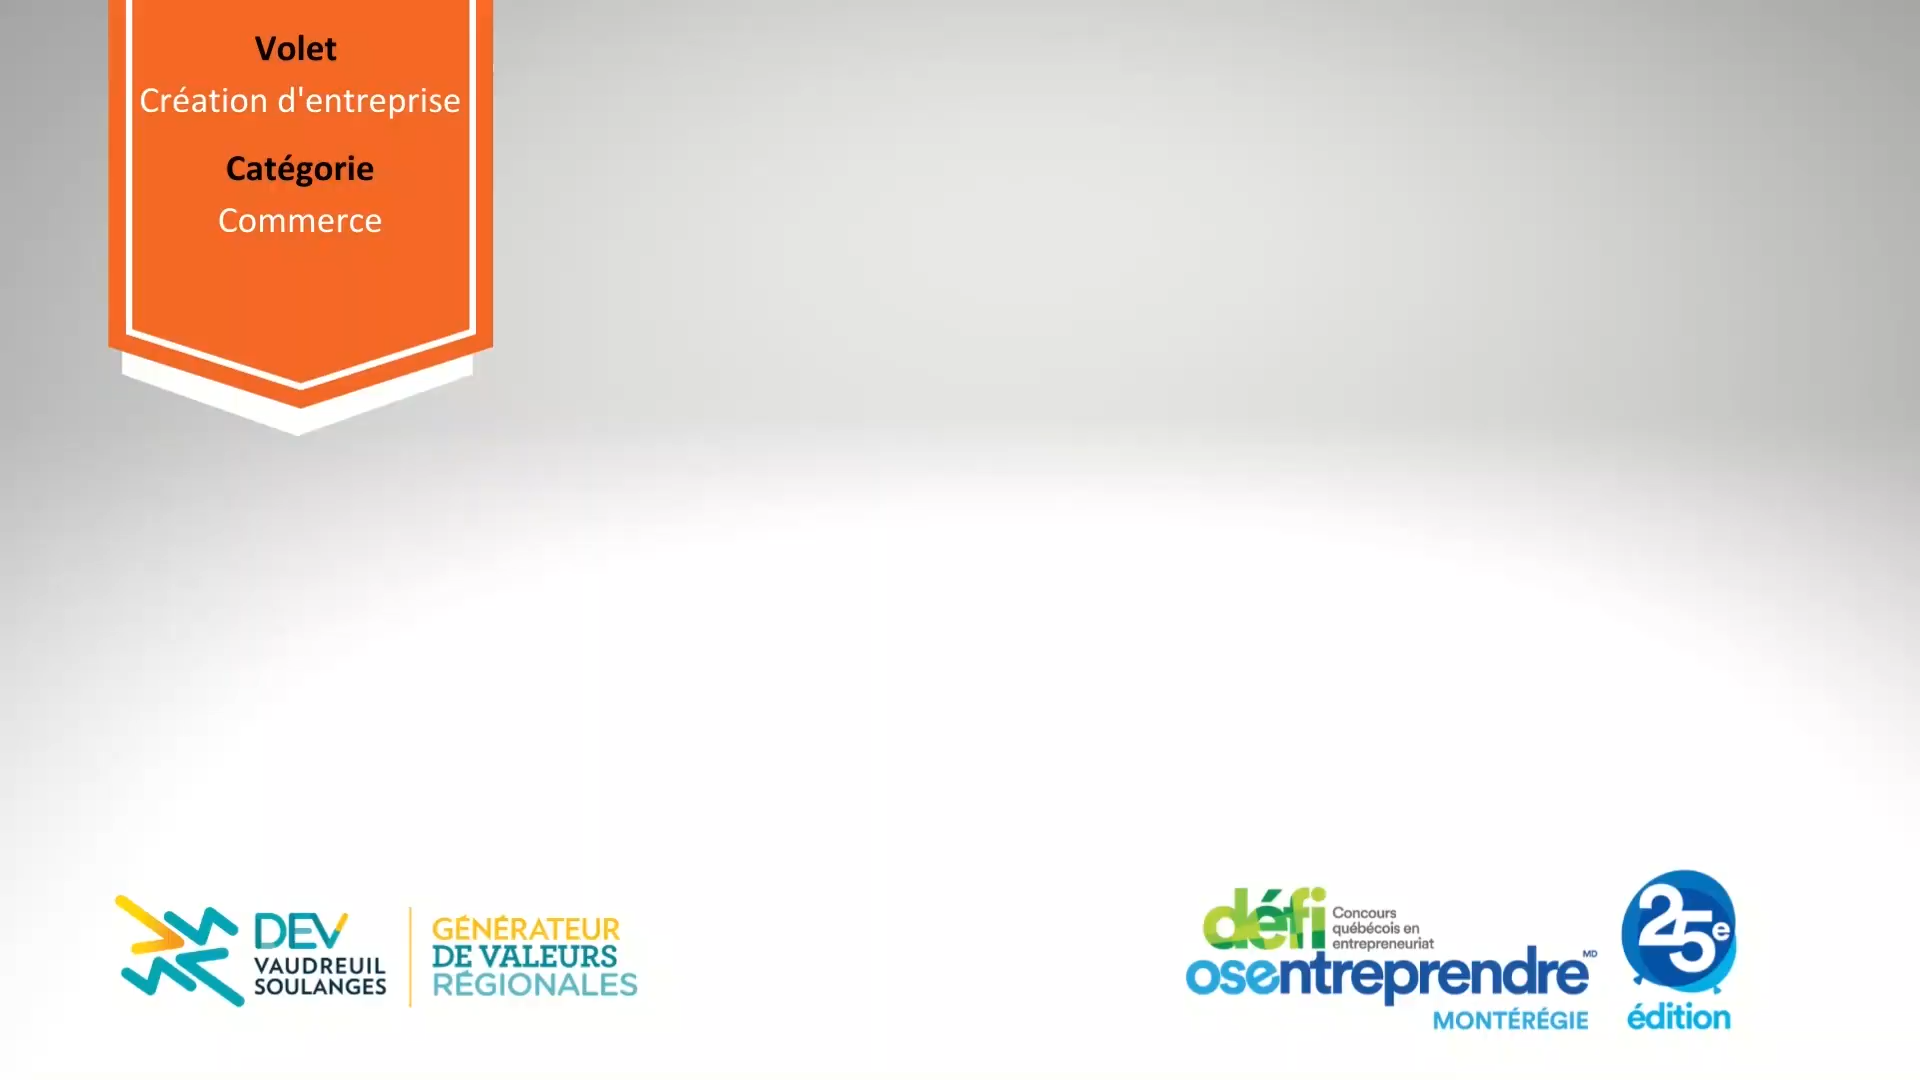 Volet
Création d'entreprise
Catégorie
Commerce
DEV
VAUDREUIL
SOULANGES
GÉNÉRATEUR
DE VALEURS
RÉGIONALES
défi
Concours
québécois en
entrepreneuriat
osentreprendre MD
MONTÉRÉGIE
25e
édition